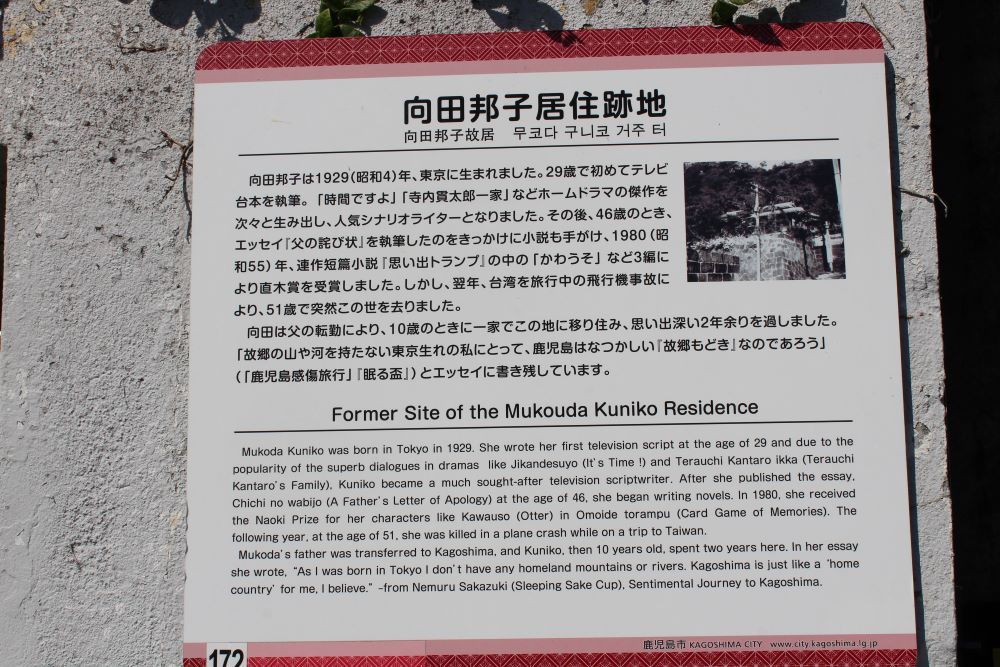 向田邦子居住跡地
向田邦子故居　무코다 구니코 거주 터
向田邦子は1929(昭和4)年、東京に生まれました。29歳で初めてテレビ
台本を執筆。「時間ですよ」「寺内貫太郎一家」などホームドラマの傑作を
次々と生み出し、人気シナリオライターとなりました。その後、46歳のとき、
エッセイ『父の詫び状』を執筆したのをきっかけに小説も手がけ、1980(昭
和55)年、連作短篇小説『思い出トランプ』の中の「かわうそ」など3編に
より直木賞を受賞しました。しかし、翌年、台湾を旅行中の飛行機事故に
より、51歳で突然この世を去りました。
向田は父の転勤により、10歳のときに一家でこの地に移り住み、思い出深い2年余りを過しました。
「故郷の山や河を持たない東京生れの私にとって、鹿児島はなつかしい『故郷もどき』なのであろう」
(「鹿児島感傷旅行」『眠る盃』)とエッセイに書き残しています。
Former Site of the Mukouda Kuniko Residence
Mukoda Kuniko was born in Tokyo in 1929. She wrote her first television script at the age of 29 and due to the
popularity of the superb dialogues in dramas like Jikandesuyo (It's Time !) and Terauchi Kantaro ikka (Terauchi
Kantaro's Family), Kuniko became a much sought-after television scriptwriter. After she published the essay,
Chichi no wabijo (A Father's Letter of Apology) at the age of 46, she began writing novels. In 1980, she received
the Naoki Prize for her characters like Kawauso (Otter) in Omoide torampu (Card Game of Memories). The
following year, at the age of 51, she was killed in a plane crash while on a trip to Taiwan.
Mukoda's father was transferred to Kagoshima, and Kuniko, then 10 years old, spent two years here. In her essay
she wrote, "As I was born in Tokyo I don't have any homeland mountains or rivers. Kagoshima is just like a 'home
country' for me, I believe." -from Nemuru Sakazuki (Sleeping Sake Cup), Sentimental Journey to Kagoshima.
鹿児島市 KAGOSHIMA CITY www.city.kagoshima.lg.jp
172